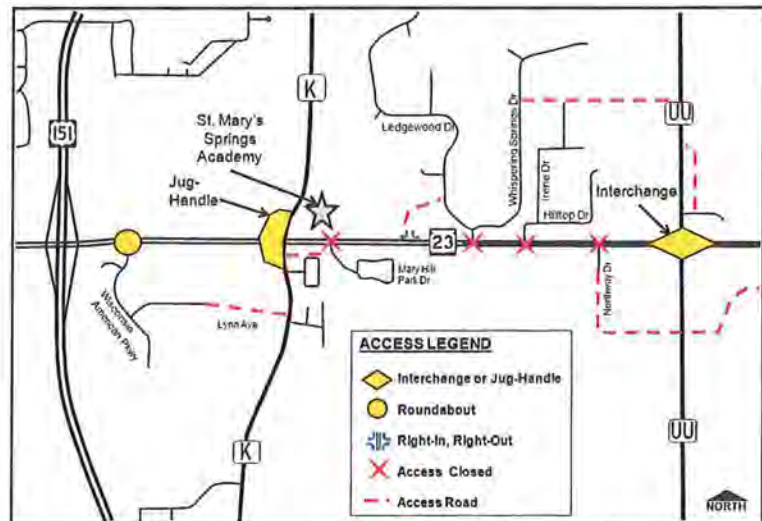 K
UU
151
St. Mary's
Springs
Academy
Ledgewood Dr
Whispering Springs Dr
Irene Dr
Jug-
Handle
Interchange
Hilltop Dr
23
Mary Hill
Park Dr
Northway Dr
Wisconsin
American Pkwy
Lynn Ave
ACCESS LEGEND
Interchange or Jug-Handle
Roundabout
Right-In, Right-Out
Access Closed
Access Road
K
UU
NORTH